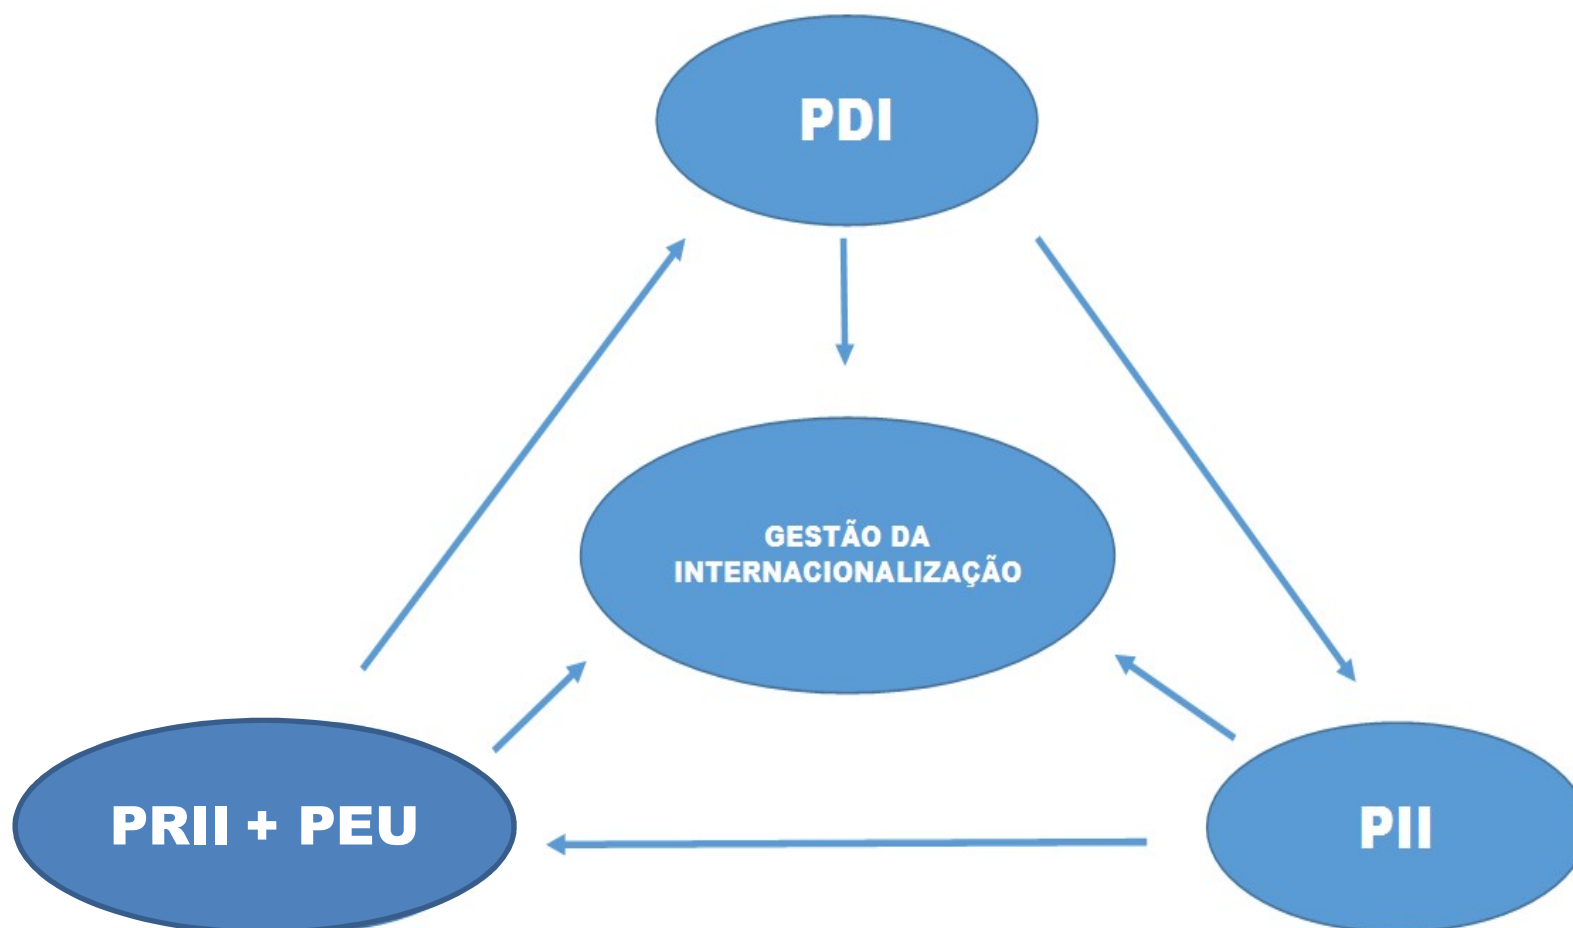 PDI
GESTÃO DA
INTERNACIONALIZAÇÃO
PRII + PEU
PII